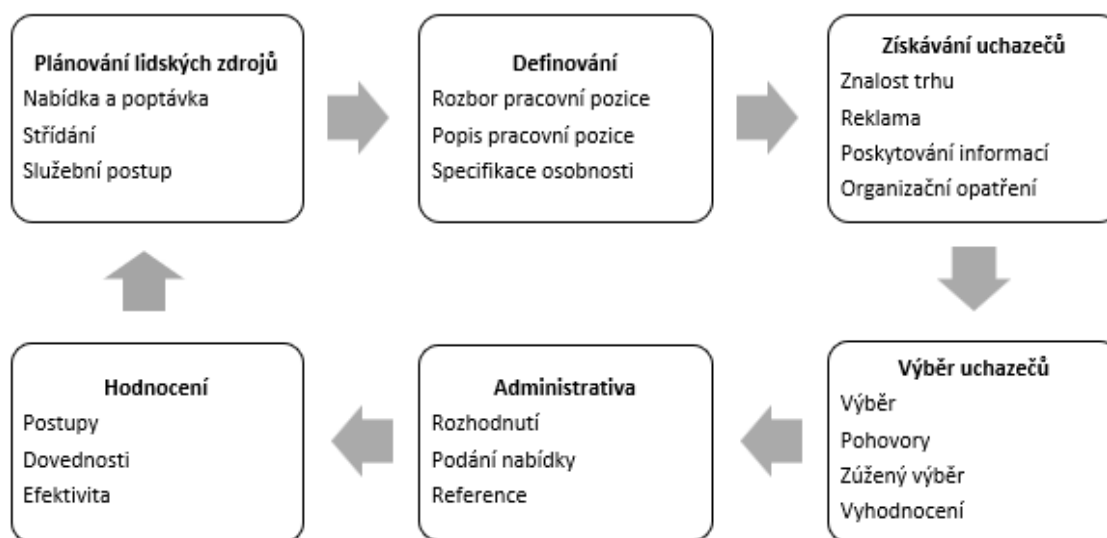 Plánování lidských zdrojů
Nabídka a poptávka
Střídání
Služební postup
Definování
Rozbor pracovní pozice
Popis pracovní pozice
Specifikace osobnosti
Získávání uchazečů
Znalost trhu
Reklama
Poskytování informací
Organizační opatření
Výběr uchazečů
Výběr
Pohovory
Zúžený výběr
Vyhodnocení
Administrativa
Rozhodnutí
Podání nabídky
Reference
Hodnocení
Postupy
Dovednosti
Efektivita